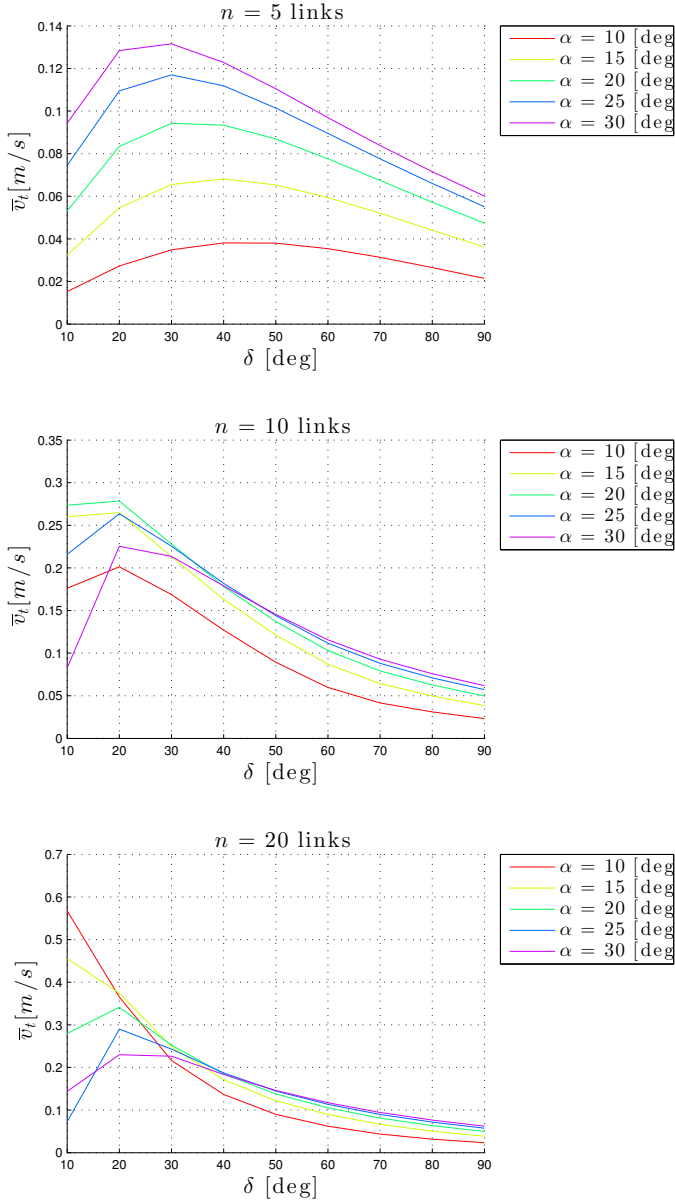 n = 5 links
0.14
0.12
0.1
0.08
0.06
0.04
0.02
0
v̅_t[m/s]
10 20 30 40 50 60 70 80 90
δ [deg]
α = 10 [deg
α = 15 [deg
α = 20 [deg
α = 25 [deg
α = 30 [deg
n = 10 links
0.35
0.3
0.25
0.2
0.15
0.1
0.05
0
v̅_t[m/s]
10 20 30 40 50 60 70 80 90
δ [deg]
α = 10 [deg
α = 15 [deg
α = 20 [deg
α = 25 [deg
α = 30 [deg
n = 20 links
0.7
0.6
0.5
0.4
0.3
0.2
0.1
0
v̅_t[m/s]
10 20 30 40 50 60 70 80 90
δ [deg]
α = 10 [deg
α = 15 [deg
α = 20 [deg
α = 25 [deg
α = 30 [deg